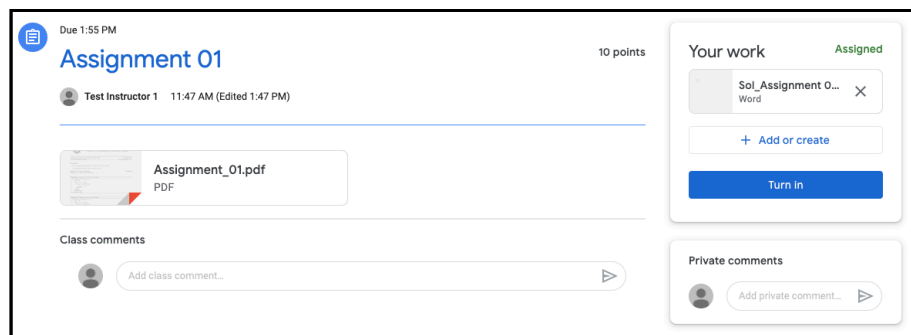 Due 1:55 PM
Assignment 01
10 points
Test Instructor 1 11:47 AM (Edited 1:47 PM)
Assignment_01.pdf
PDF
Class comments
Add class comment...
Your work
Assigned
Sol_Assignment 0...
Word
+ Add or create
Turn in
Private comments
Add private comment...